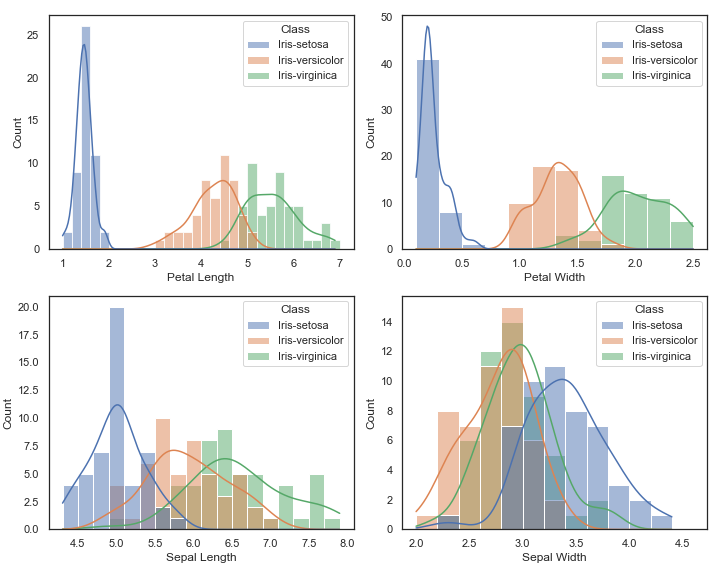 Class
Iris-setosa
Iris-versicolor
Iris-virginica
Count
25
20
15
10
5
0
1 2 3 4 5 6 7
Petal Length
Class
Iris-setosa
Iris-versicolor
Iris-virginica
Count
50
40
30
20
10
0
0.0 0.5 1.0 1.5 2.0 2.5
Petal Width
Class
Iris-setosa
Iris-versicolor
Iris-virginica
Count
20.0
17.5
15.0
12.5
10.0
7.5
5.0
2.5
0.0
4.5 5.0 5.5 6.0 6.5 7.0 7.5 8.0
Sepal Length
Class
Iris-setosa
Iris-versicolor
Iris-virginica
Count
14
12
10
8
6
4
2
0
2.0 2.5 3.0 3.5 4.0 4.5
Sepal Width